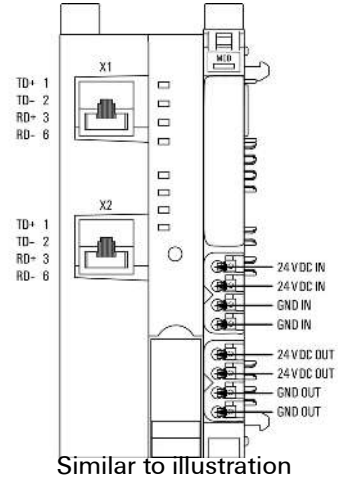 MED
X1
TD+ 1
TD- 2
RD+ 3
RD- 6
X2
TD+ 1
TD- 2
RD+ 3
RD- 6
24 VDC IN
24 VDC IN
GND IN
GND IN
24 VDC OUT
24 VDC OUT
GND OUT
GND OUT
Similar to illustration